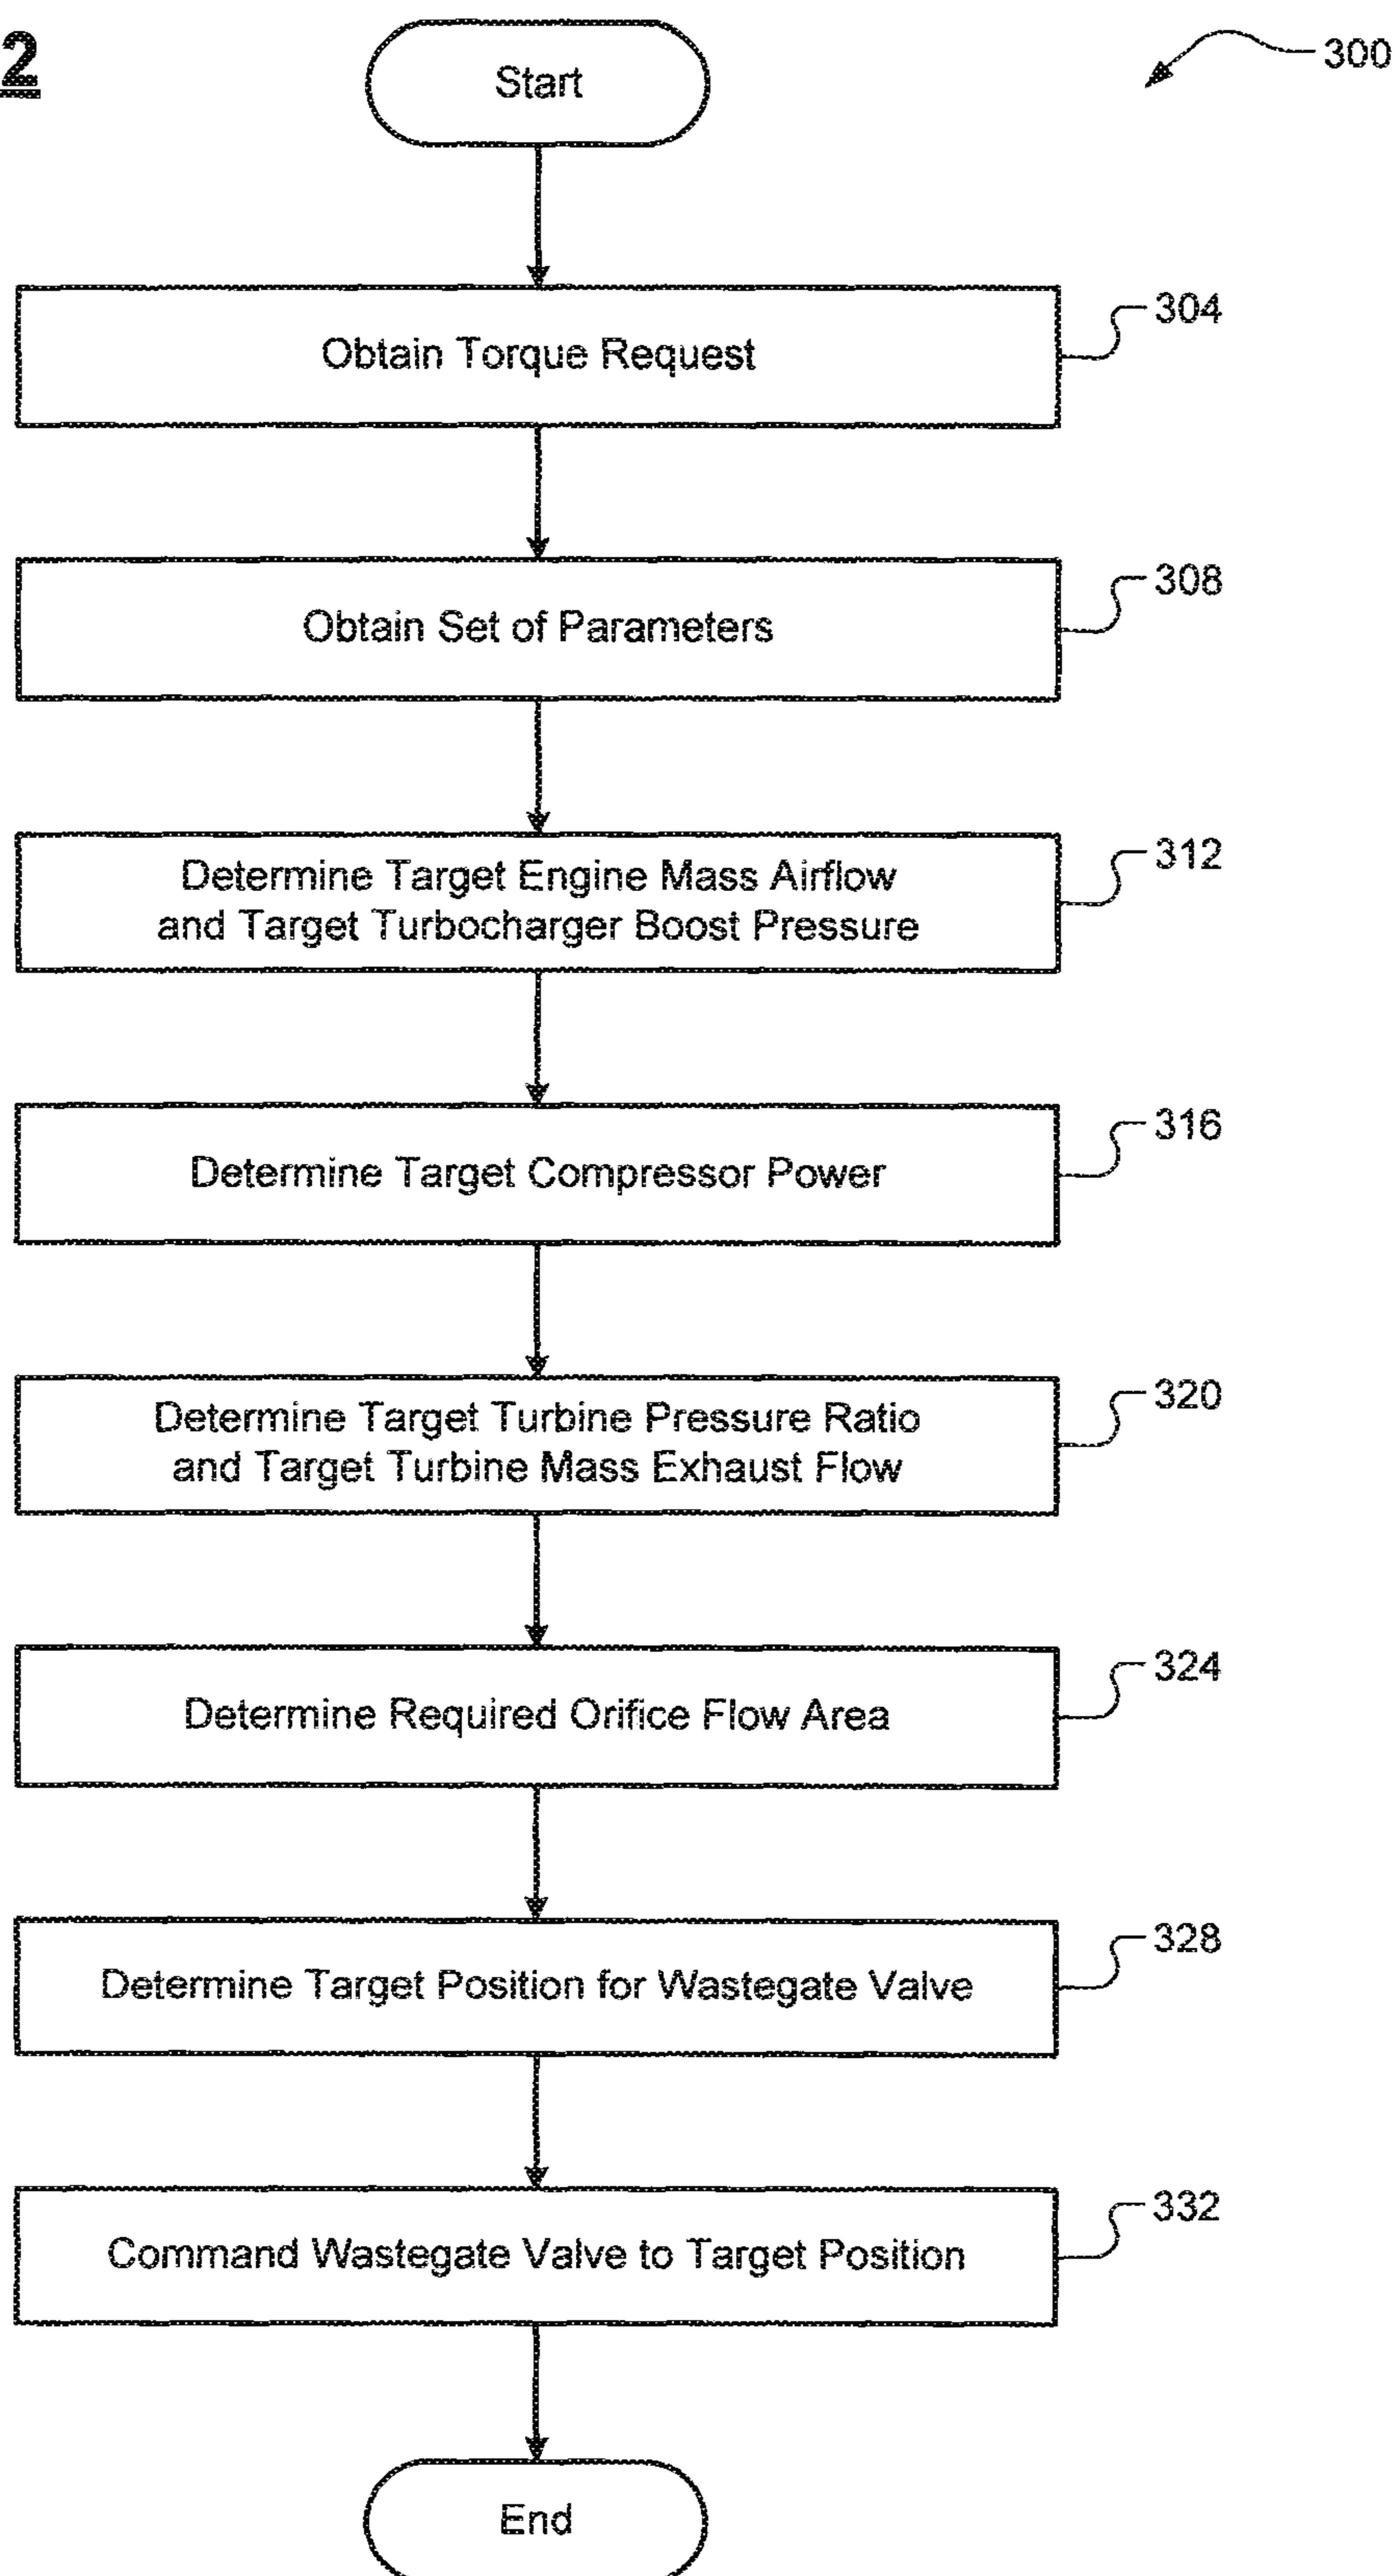 2
300
Start
Obtain Torque Request
304
Obtain Set of Parameters
308
Determine Target Engine Mass Airflow
and Target Turbocharger Boost Pressure
312
Determine Target Compressor Power
316
Determine Target Turbine Pressure Ratio
and Target Turbine Mass Exhaust Flow
320
Determine Required Orifice Flow Area
324
Determine Target Position for Wastegate Valve
328
Command Wastegate Valve to Target Position
332
End